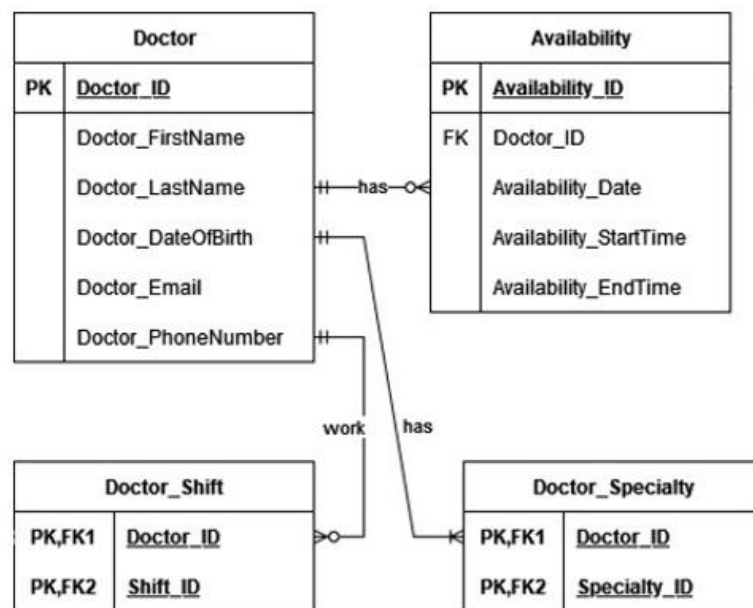 Doctor
PK Doctor_ID
Doctor_FirstName
Doctor_LastName
Doctor_DateOfBirth
Doctor_Email
Doctor_PhoneNumber
has
Availability
PK Availability_ID
FK Doctor_ID
Availability_Date
Availability_StartTime
Availability_EndTime
work
has
Doctor_Shift
PK,FK1 Doctor_ID
PK,FK2 Shift_ID
Doctor_Specialty
PK,FK1 Doctor_ID
PK,FK2 Specialty_ID